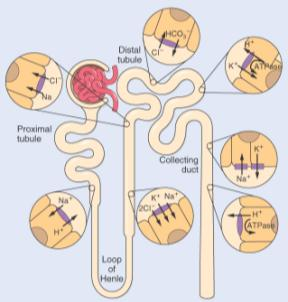 HCO₃⁻
Cl⁻
Distal
tubule
H⁺
K⁺
ATPase
Cl⁻
Na
Proximal
tubule
Collecting
duct
K⁺
Na⁺
Na⁺
H⁺
K⁺ Na⁺
2Cl⁻
H⁺
ATPase
Loop
of
Henle